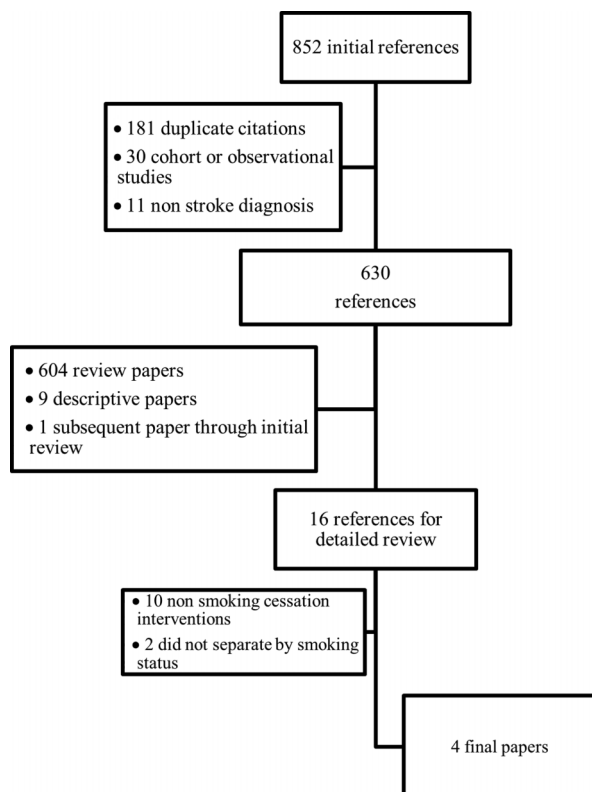 852 initial references
• 181 duplicate citations
• 30 cohort or observational
studies
• 11 non stroke diagnosis
630
references
• 604 review papers
• 9 descriptive papers
• 1 subsequent paper through initial
review
16 references for
detailed review
• 10 non smoking cessation
interventions
• 2 did not separate by smoking
status
4 final papers